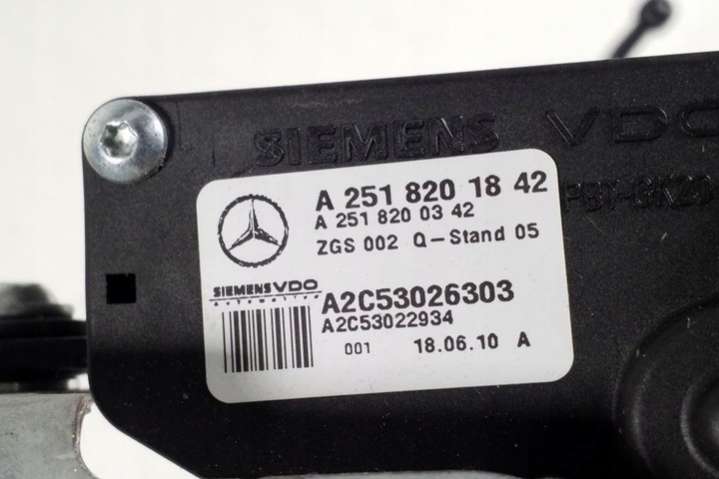 SIEMENS VDO
A 251 820 18 42
A 251 820 03 42
ZGS 002 Q-Stand 05
SIEMENS VDO
Automotive
A2C53026303
A2C53022934
001 18.06.10 A